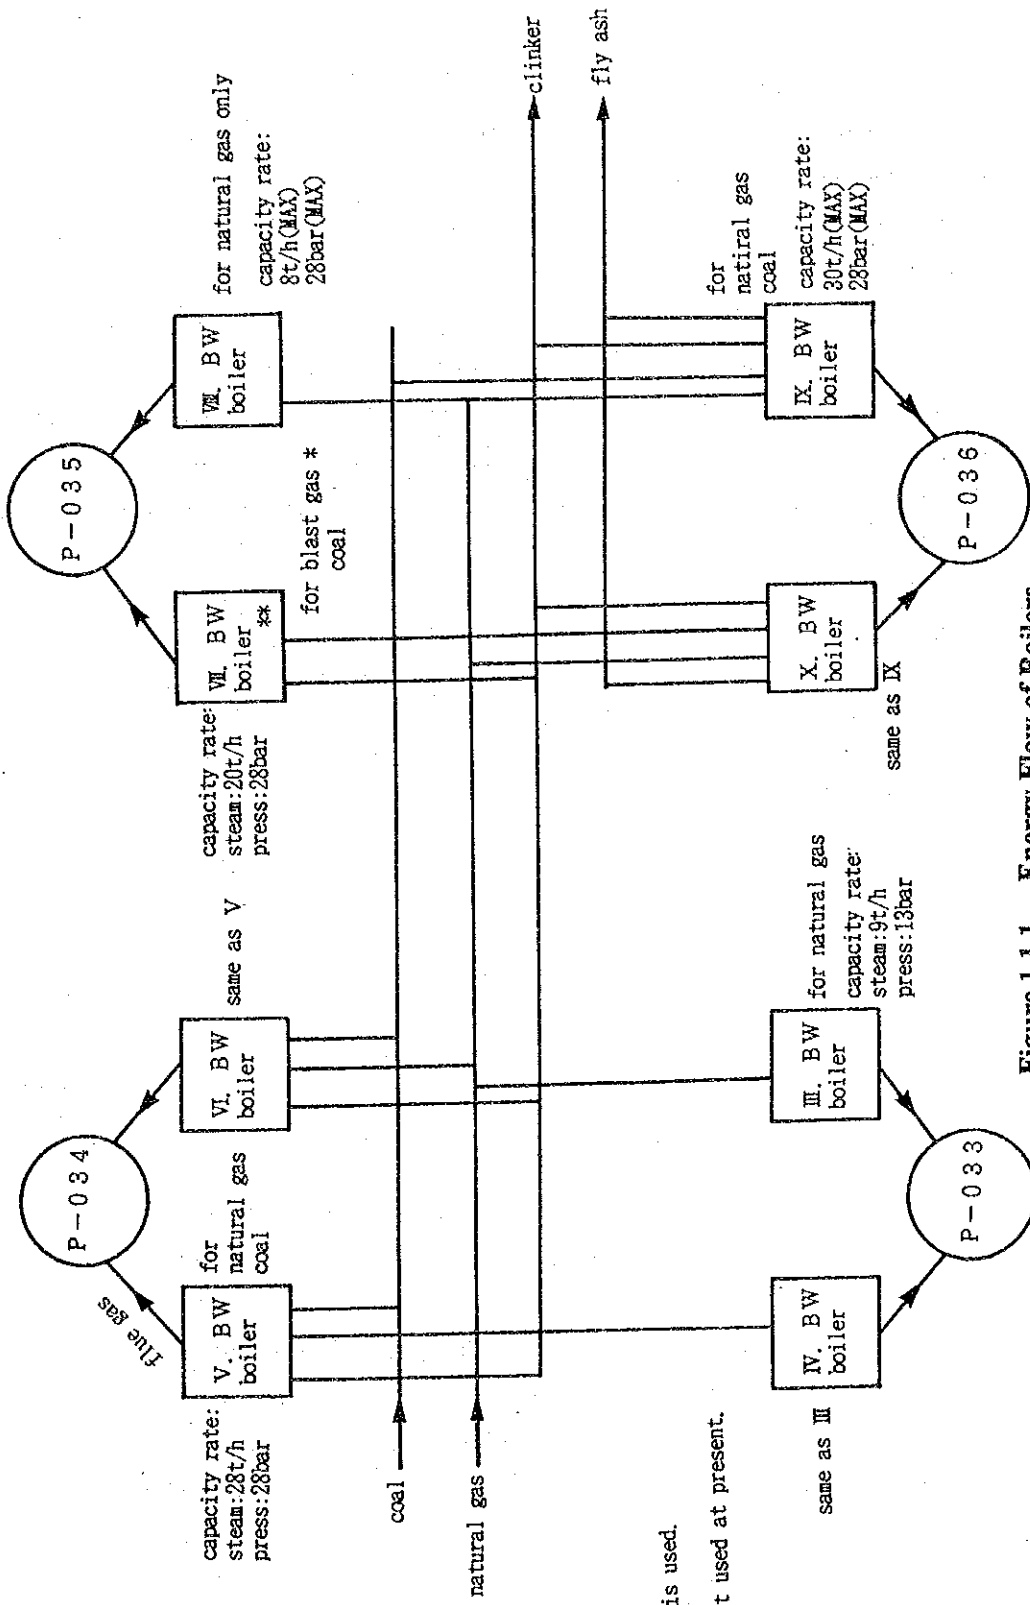 P-034
P-035
flue gas
capacity rate:
steam:28t/h
press:28bar
V. BW
boiler
for
natural gas
coal
VI. BW
boiler
same as V
capacity rate:
steam:20t/h
press:28bar
VII. BW
boiler
**
for blast gas *
coal
VIII. BW
boiler
for natural gas only
capacity rate:
8t/h(MAX)
28bar(MAX)
coal
natural gas
clinker
fly ash
is used.
t used at present.
same as III
IV. BW
boiler
III. BW
boiler
for natural gas
capacity rate:
steam:9t/h
press:13bar
same as IX
X. BW
boiler
IX. BW
boiler
for
natiral gas
coal
capacity rate:
30t/h(MAX)
28bar(MAX)
P-033
P-036
Figure 1.1.1 Energy Flow of Boilers